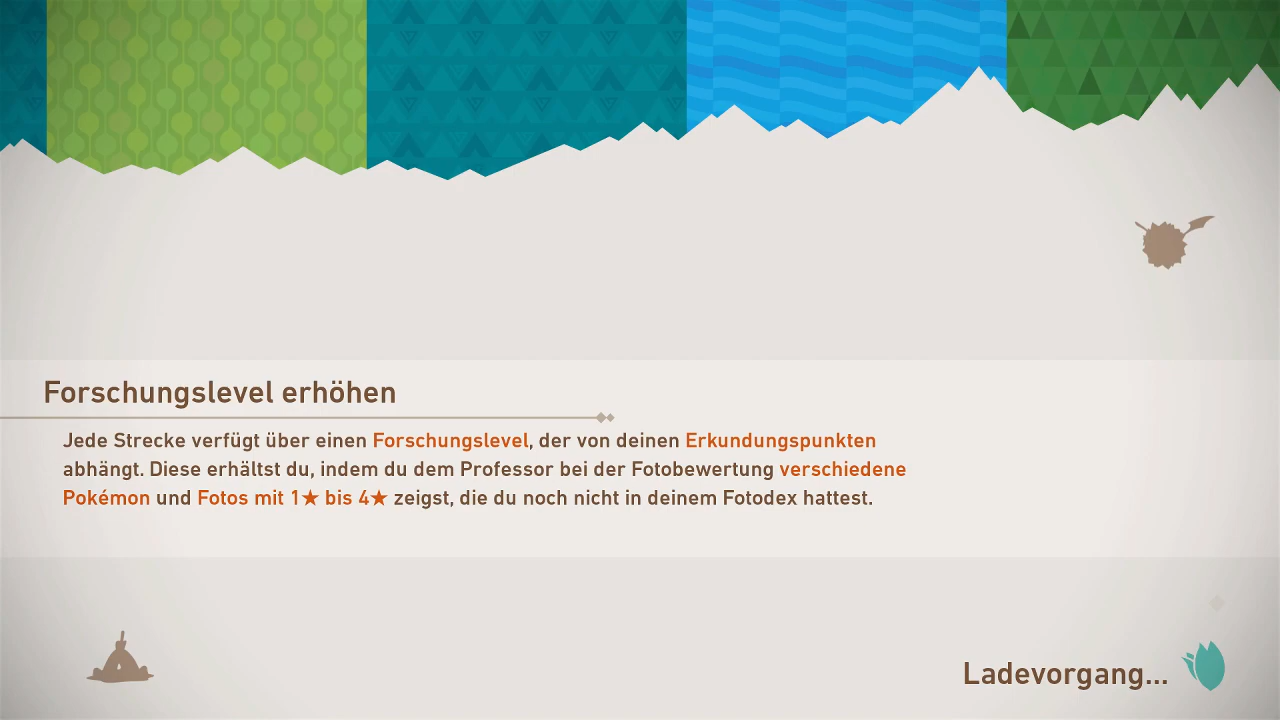 Forschungslevel erhöhen
Jede Strecke verfügt über einen Forschungslevel, der von deinen Erkundungspunkten
abhängt. Diese erhältst du, indem du dem Professor bei der Fotobewertung verschiedene
Pokémon und Fotos mit 1★ bis 4★ zeigst, die du noch nicht in deinem Fotodex hattest.
Ladevorgang...